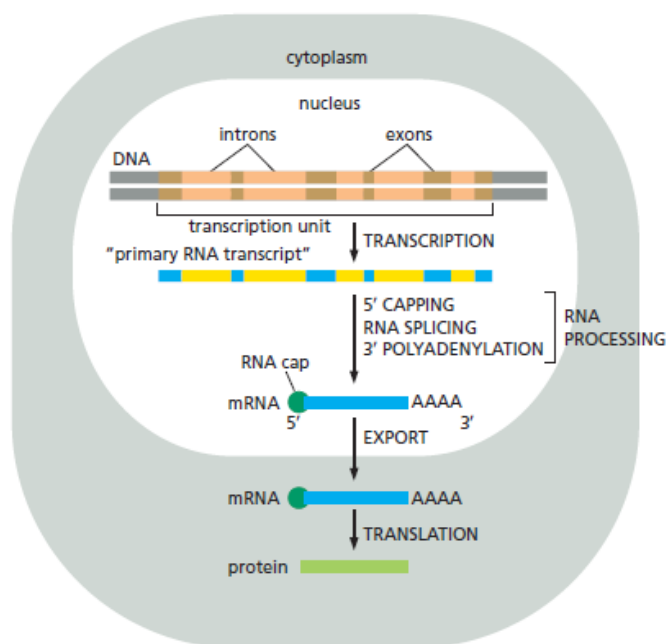 cytoplasm
nucleus
introns
exons
DNA
transcription unit
TRANSCRIPTION
“primary RNA transcript”
5′ CAPPING
RNA SPLICING
3′ POLYADENYLATION
RNA
PROCESSING
RNA cap
mRNA
AAAA
5′
3′
EXPORT
mRNA
AAAA
TRANSLATION
protein